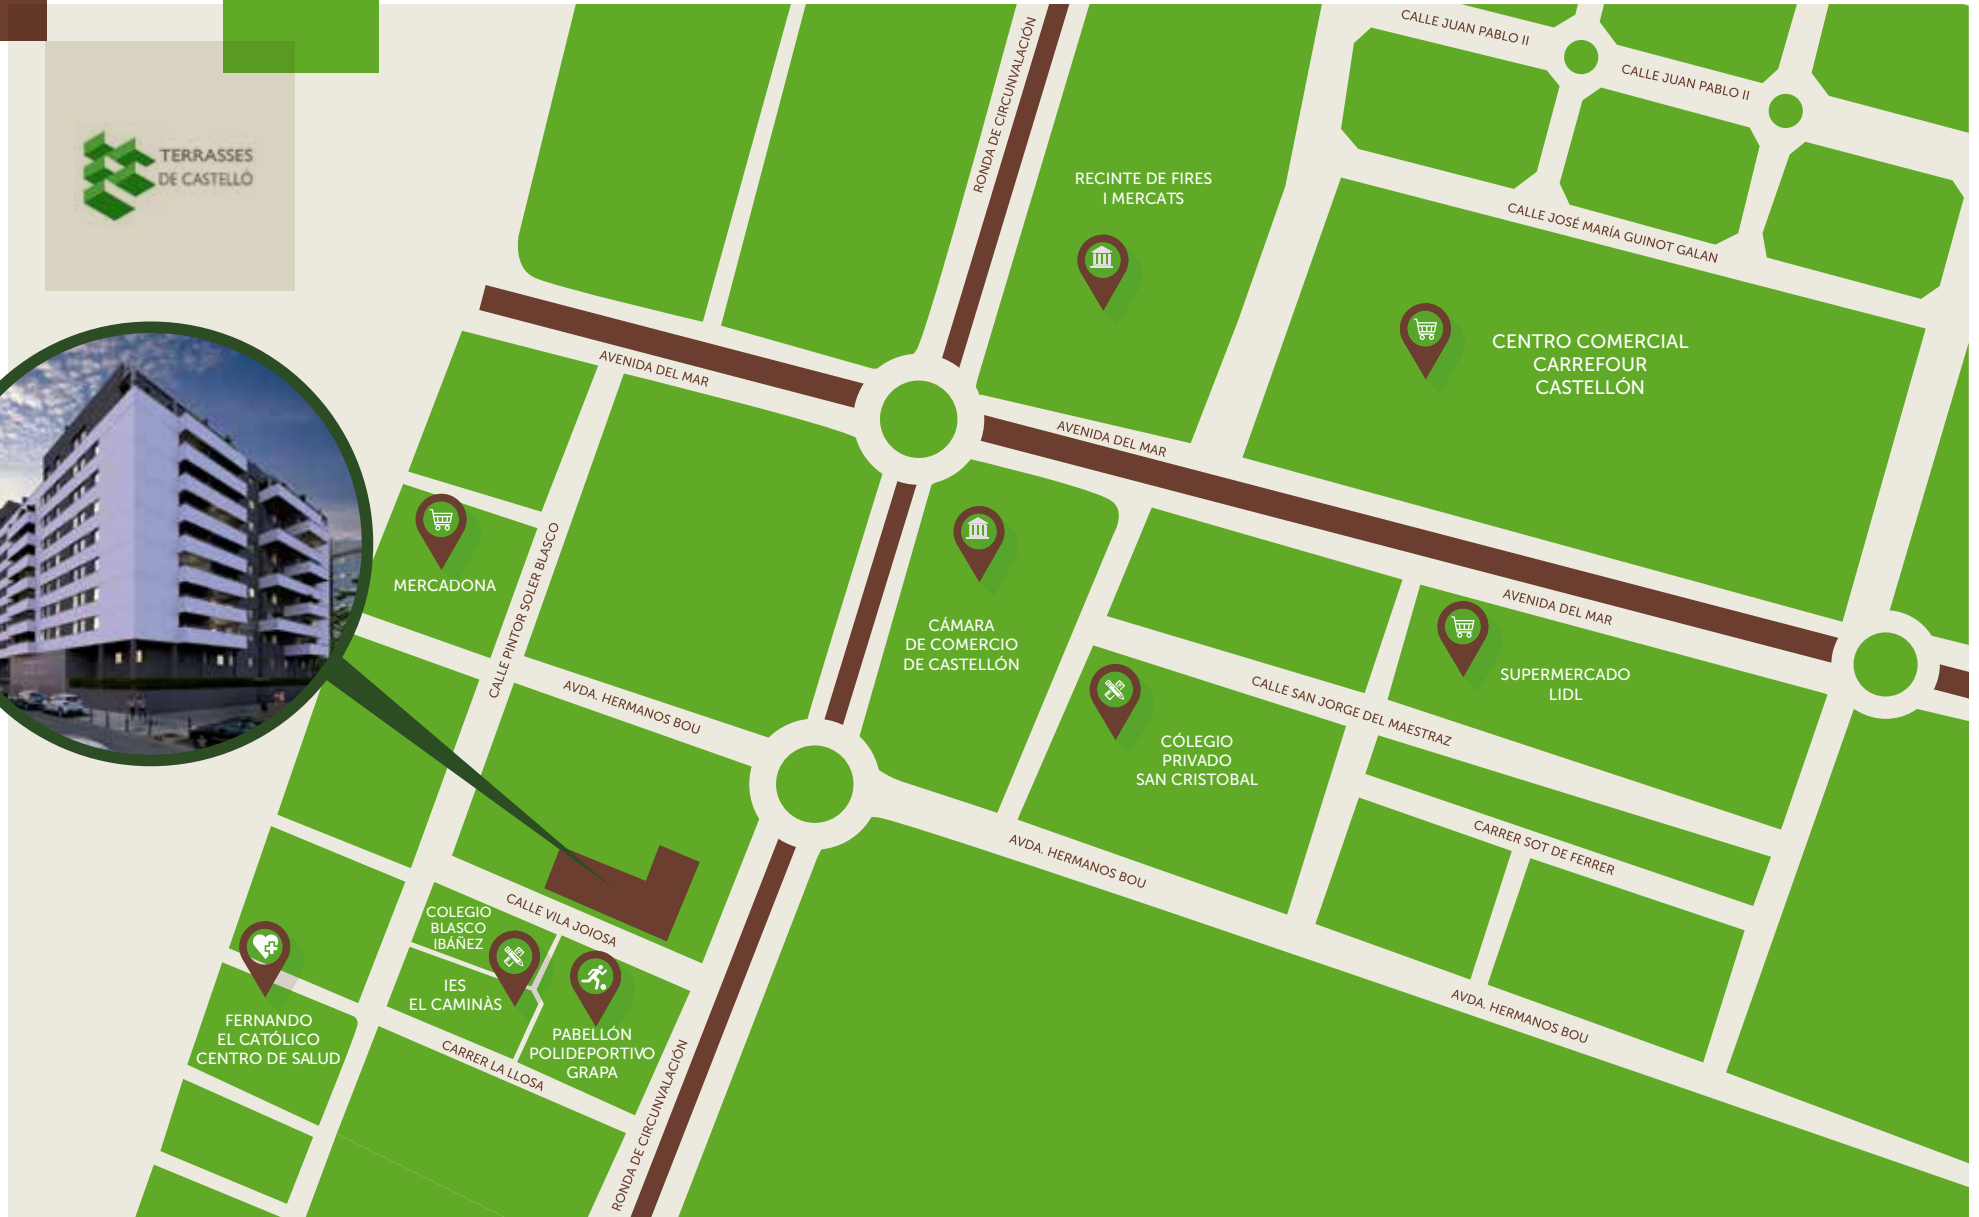 CALLE JUAN PABLO II
CALLE JUAN PABLO II
RONDA DE CIRCUNVALACIÓN
TERRASSES
DE CASTELLÓ
RECINTE DE FIRES
I MERCATS
CALLE JOSÉ MARÍA GUINOT GALAN
CENTRO COMERCIAL
CARREFOUR
CASTELLÓN
AVENIDA DEL MAR
AVENIDA DEL MAR
MERCADONA
CALLE PINTOR SOLER BLASCO
AVENIDA DEL MAR
CÁMARA
DE COMERCIO
DE CASTELLÓN
SUPERMERCADO
LIDL
AVDA. HERMANOS BOU
CALLE SAN JORGE DEL MAESTRAZ
CÓLEGIO
PRIVADO
SAN CRISTOBAL
CARRER SOT DE FERRER
AVDA. HERMANOS BOU
CALLE VILA JOIOSA
COLEGIO
BLASCO
IBÁÑEZ
IES
EL CAMINÀS
FERNANDO
EL CATÓLICO
CENTRO DE SALUD
PABELLÓN
POLIDEPORTIVO
GRAPA
CARRER LA LLOSA
AVDA. HERMANOS BOU
RONDA DE CIRCUNVALACIÓN